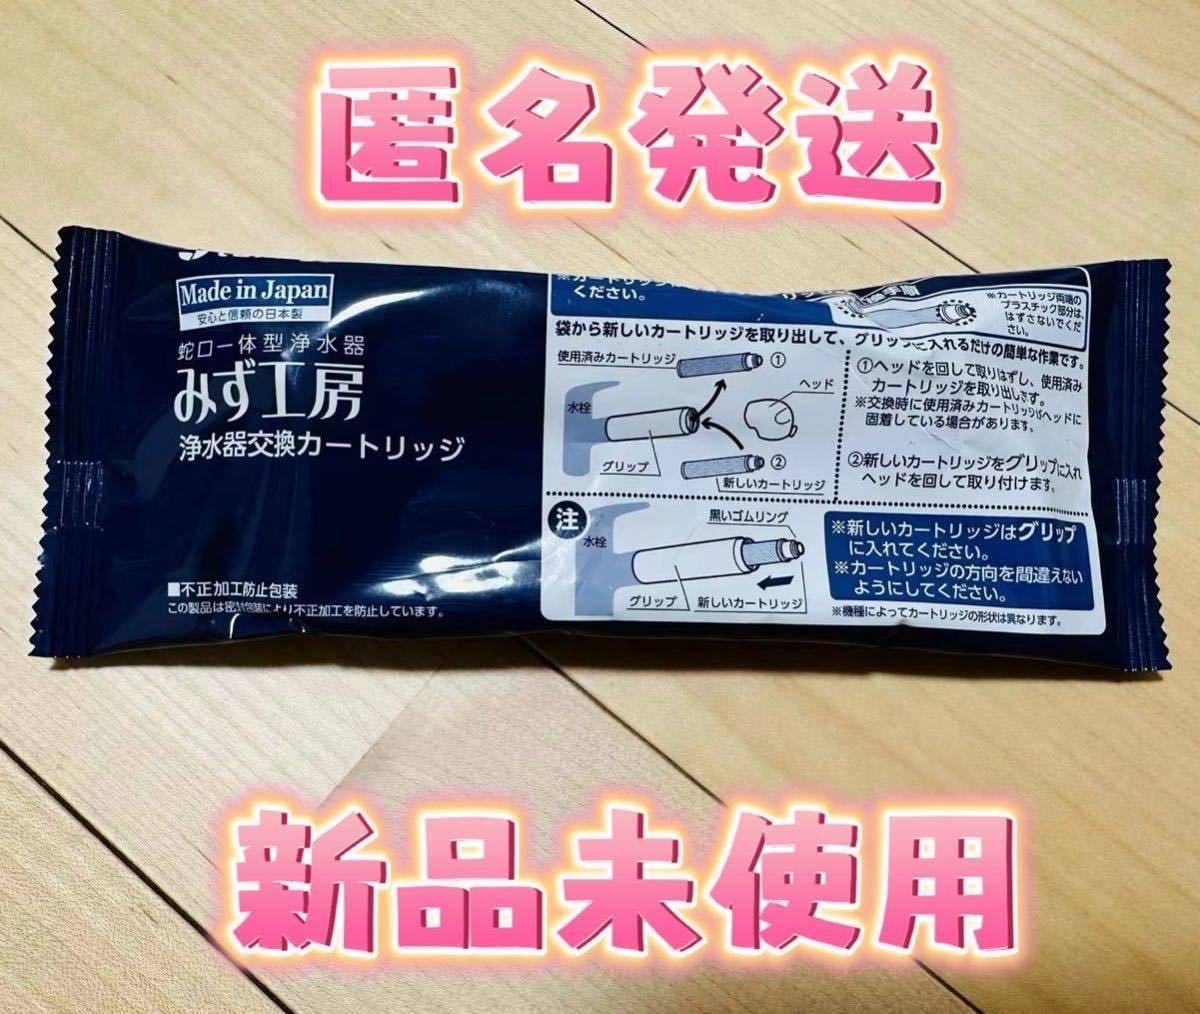 匿名発送
Made in Japan
安心と信頼の日本製
蛇口一体型浄水器
みず工房
浄水器交換カートリッジ
■不正加工防止包装
この製品は密封包装により不正加工を防止しています。
ください。
※カートリッジ両端の
プラスチック部分は、
はずさないでくだ
さい。
袋から新しいカートリッジを取り出して、グリップに入れるだけの簡単な作業です。
使用済みカートリッジ
①
ヘッド
水栓
グリップ
②
新しいカートリッジ
①ヘッドを回して取りはずし、使用済み
カートリッジを取り出します。
※交換時に使用済みカートリッジがヘッドに
固着している場合があります。
②新しいカートリッジをグリップに入れ
ヘッドを回して取り付けます。
注
水栓
黒いゴムリング
グリップ
新しいカートリッジ
※新しいカートリッジはグリップ
に入れてください。
※カートリッジの方向を間違えない
ようにしてください。
※機種によってカートリッジの形状は異なります。
新品未使用